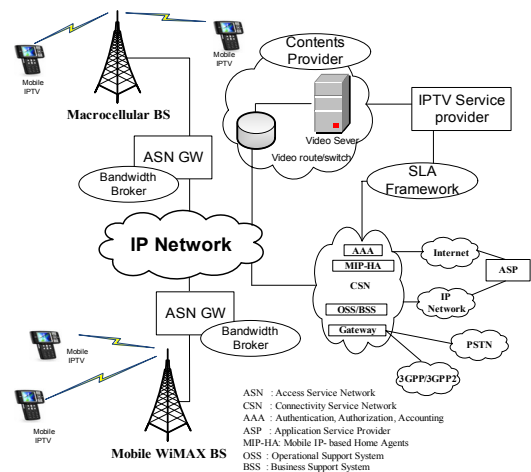 Mobile
IPTV
Mobile
IPTV
Macrocellular BS
Contents
Provider
Video Sever
Video route/switch
IPTV Service
provider
ASN GW
Bandwidth
Broker
SLA
Framework
IP Network
AAA
MIP-HA
CSN
OSS/BSS
Gateway
Internet
ASP
IP
Network
PSTN
3GPP/3GPP2
ASN GW
Bandwidth
Broker
Mobile
IPTV
Mobile
IPTV
Mobile WiMAX BS
ASN : Access Service Network
CSN : Connectivity Service Network
AAA : Authentication, Authorization, Accounting
ASP : Application Service Provider
MIP-HA: Mobile IP- based Home Agents
OSS : Operational Support System
BSS : Business Support System